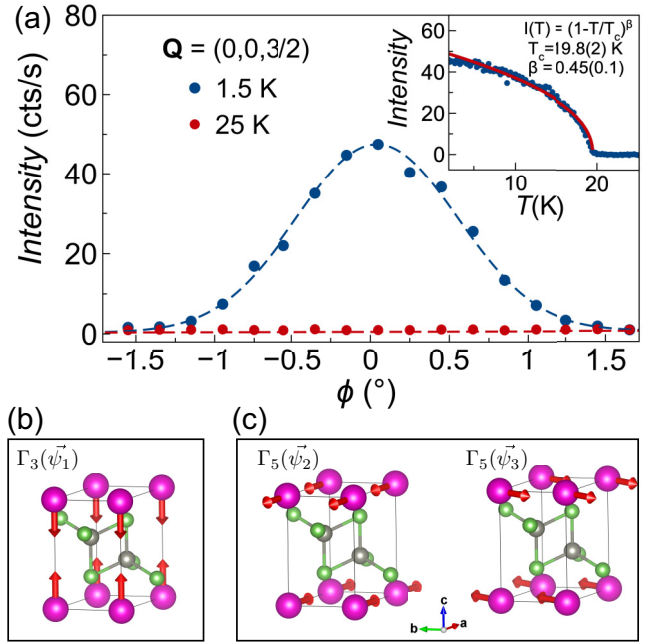 (a)
Q = (0,0,3/2)
1.5 K
25 K
Intensity (cts/s)
80
60
40
20
0
-1.5
-1
-0.5
0
0.5
1
1.5
ϕ (°)
I(T) = (1-T/Tc)^β
Tc=19.8(2) K
β = 0.45(0.1)
Intensity
60
40
20
0
10
20
T(K)
(b)
Γ3(ψ⃗1)
(c)
Γ5(ψ⃗2)
Γ5(ψ⃗3)
c
b
a